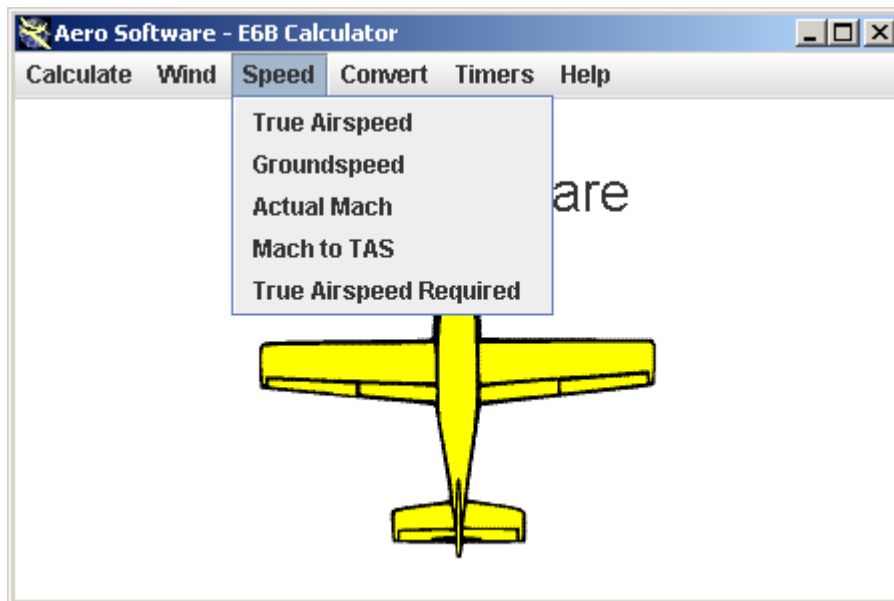 Aero Software - E6B Calculator
Calculate Wind Speed Convert Timers Help
True Airspeed
Groundspeed
Actual Mach
Mach to TAS
True Airspeed Required
are